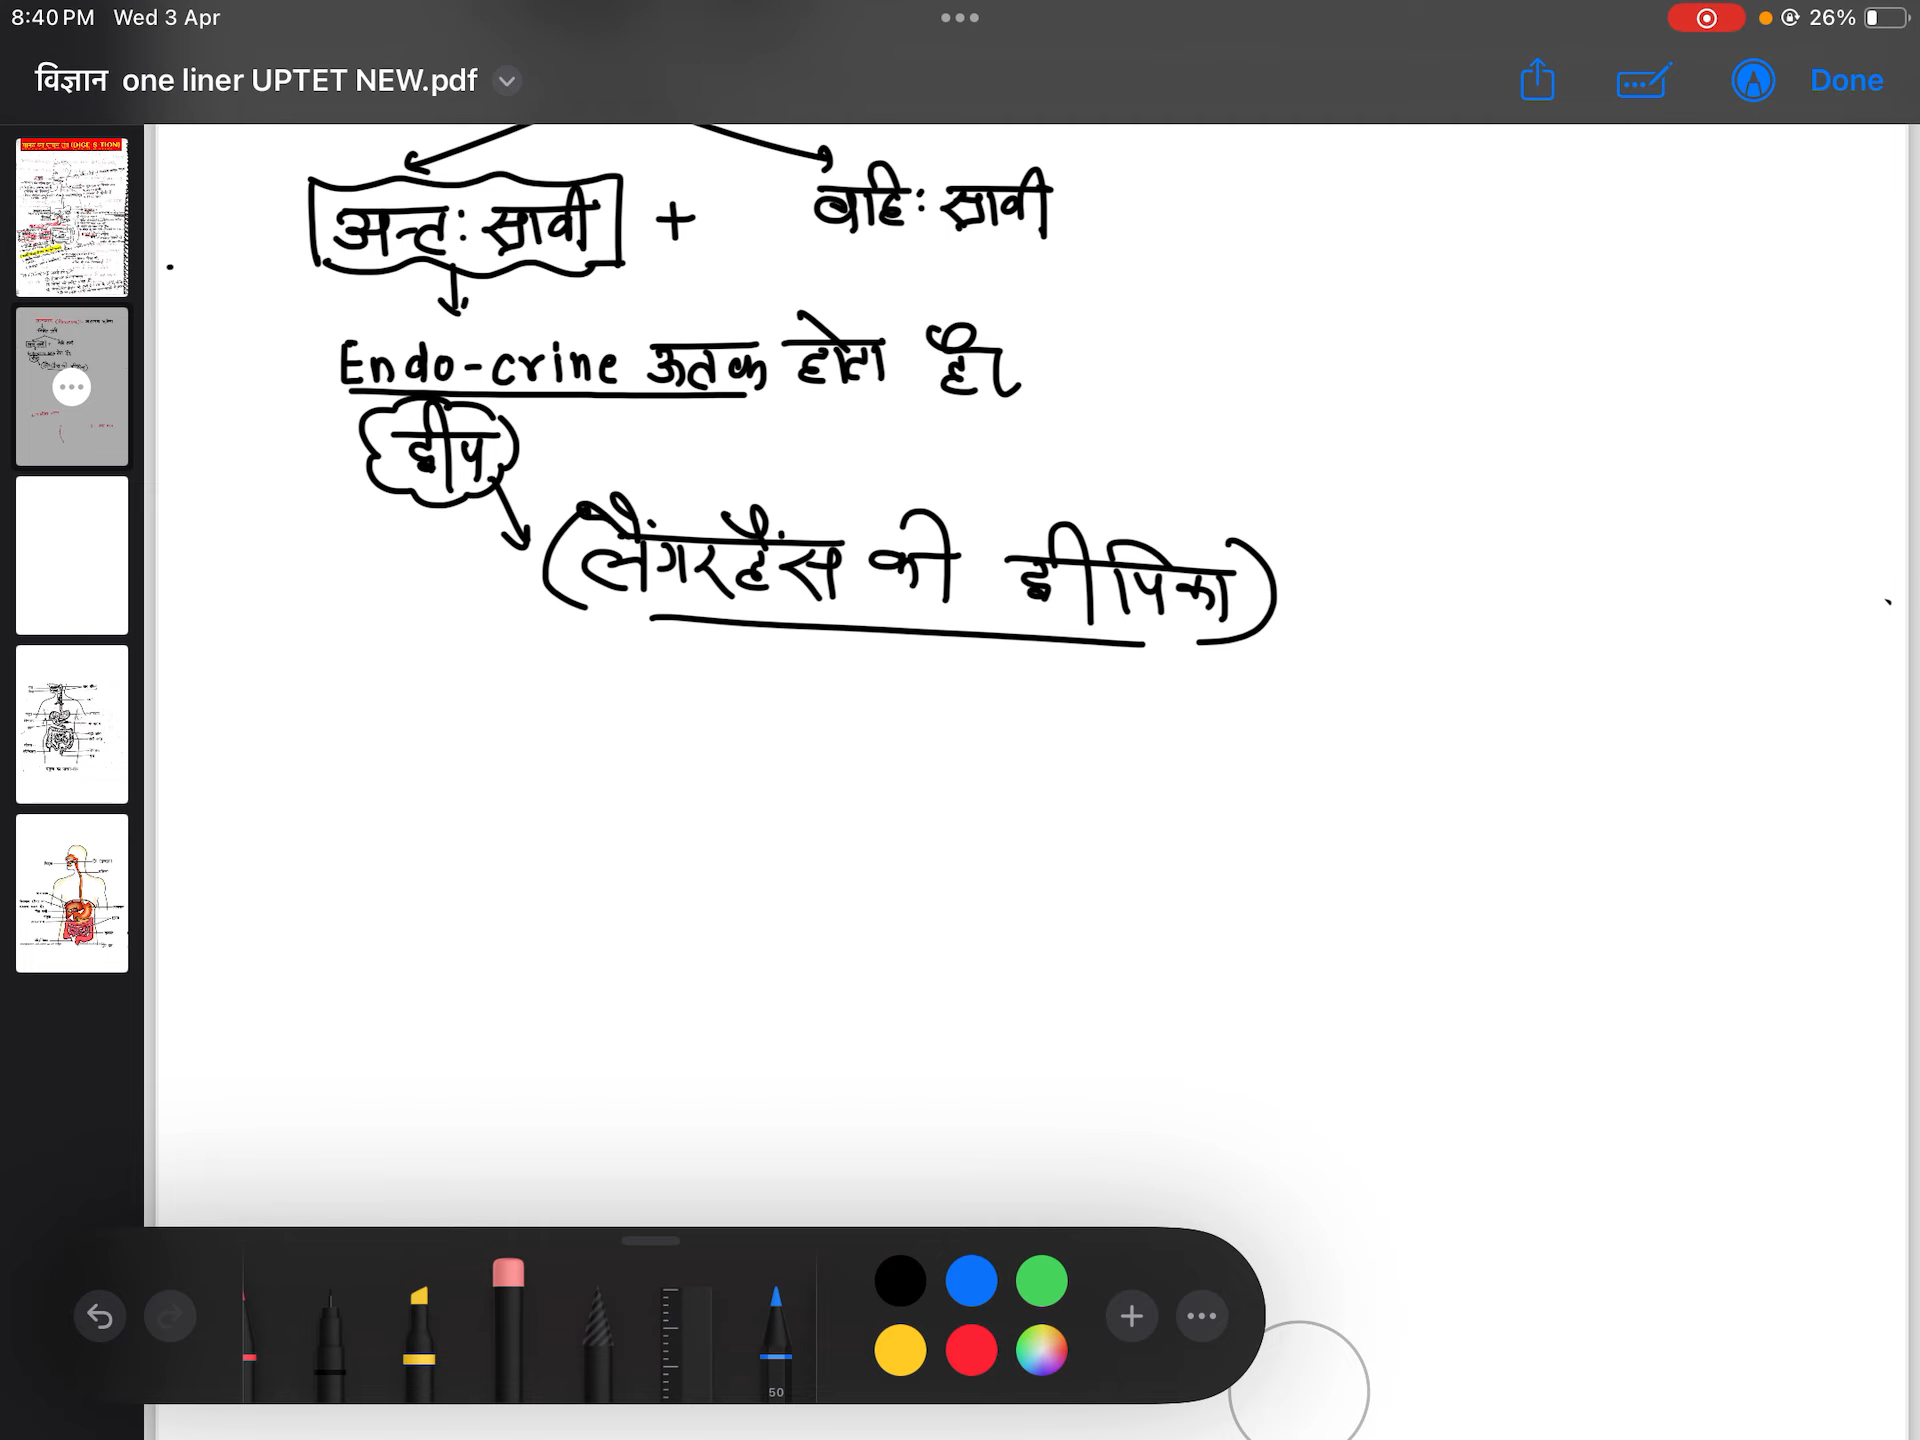 8:40 PM Wed 3 Apr
26%
विज्ञान one liner UPTET NEW.pdf
Done
अन्त: स्रावी + बहि: स्रावी
Endo-crine ऊतक होता है।
द्वीप
(लैंगरहैंस की द्वीपिका)
50